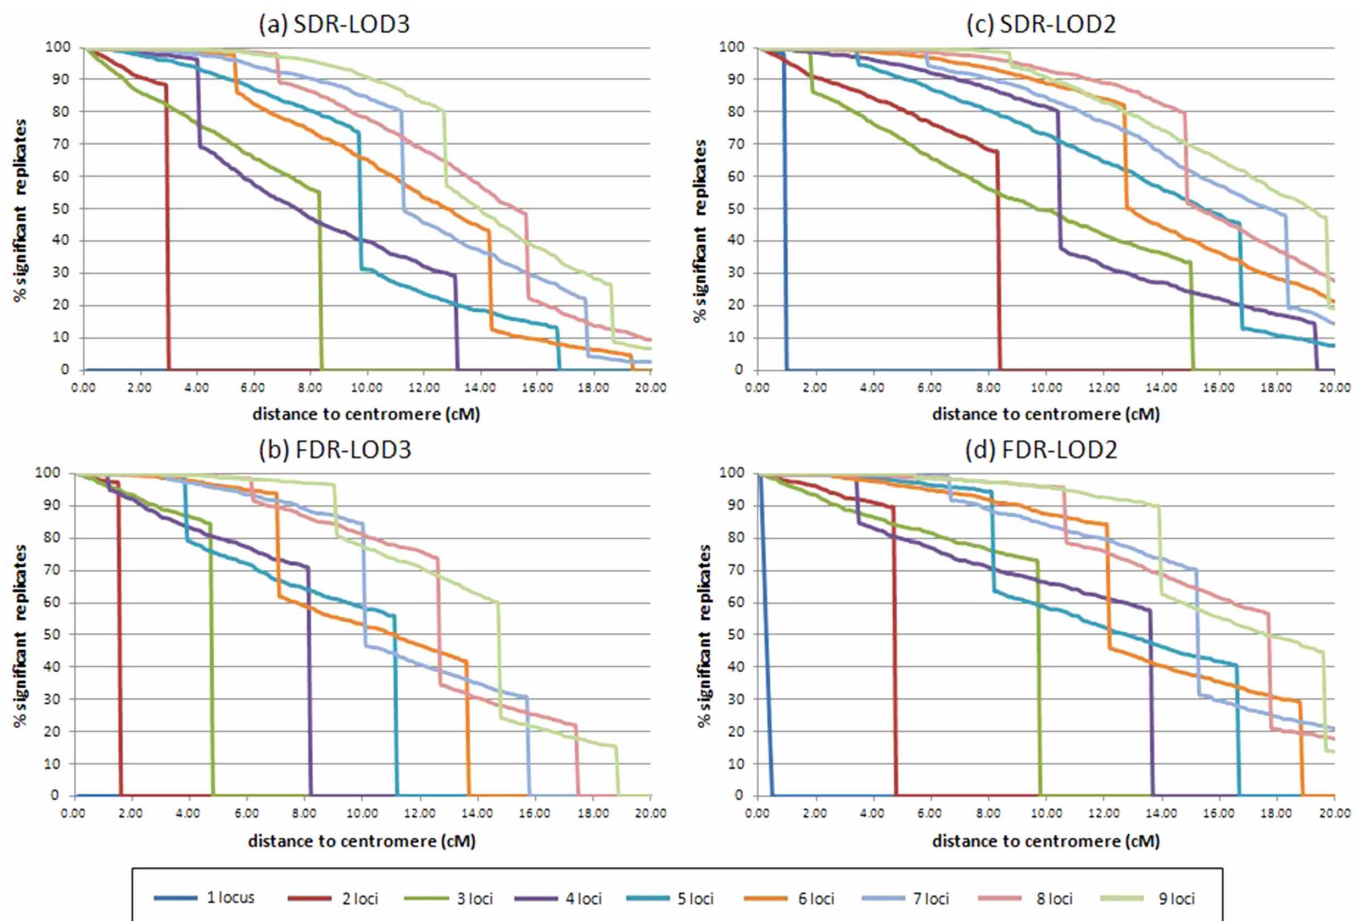 (a) SDR-LOD3
% significant replicates
100
90
80
70
60
50
40
30
20
10
0
0.00 2.00 4.00 6.00 8.00 10.00 12.00 14.00 16.00 18.00 20.00
distance to centromere (cM)
(c) SDR-LOD2
% significant replicates
100
90
80
70
60
50
40
30
20
10
0
0.00 2.00 4.00 6.00 8.00 10.00 12.00 14.00 16.00 18.00 20.00
distance to centromere (cM)
(b) FDR-LOD3
% significant replicates
100
90
80
70
60
50
40
30
20
10
0
0.00 2.00 4.00 6.00 8.00 10.00 12.00 14.00 16.00 18.00 20.00
distance to centromere (cM)
(d) FDR-LOD2
% significant replicates
100
90
80
70
60
50
40
30
20
10
0
0.00 2.00 4.00 6.00 8.00 10.00 12.00 14.00 16.00 18.00 20.00
distance to centromere (cM)
1 locus 2 loci 3 loci 4 loci 5 loci 6 loci 7 loci 8 loci 9 loci